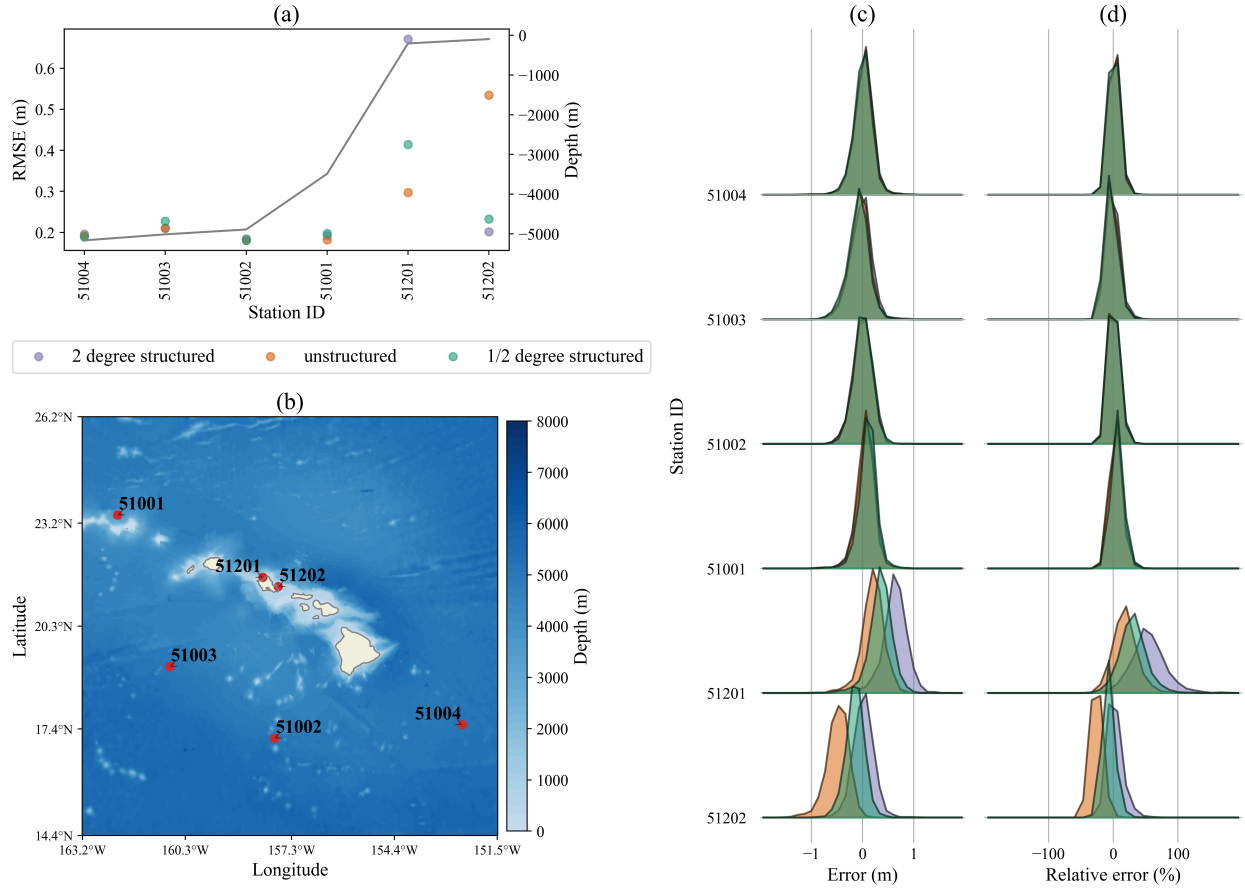 (a)
RMSE (m)
0.6
0.5
0.4
0.3
0.2
0
−1000
−2000
−3000
−4000
−5000
Depth (m)
51004
51003
51002
51001
51201
51202
Station ID
2 degree structured
unstructured
1/2 degree structured
(b)
Latitude
26.2°N
23.2°N
20.3°N
17.4°N
14.4°N
163.2°W
160.3°W
157.3°W
154.4°W
151.5°W
Longitude
51001
51201
51202
51003
51002
51004
8000
7000
6000
5000
4000
3000
2000
1000
0
Depth (m)
(c)
(d)
Station ID
51004
51003
51002
51001
51201
51202
−1
0
1
Error (m)
−100
0
100
Relative error (%)